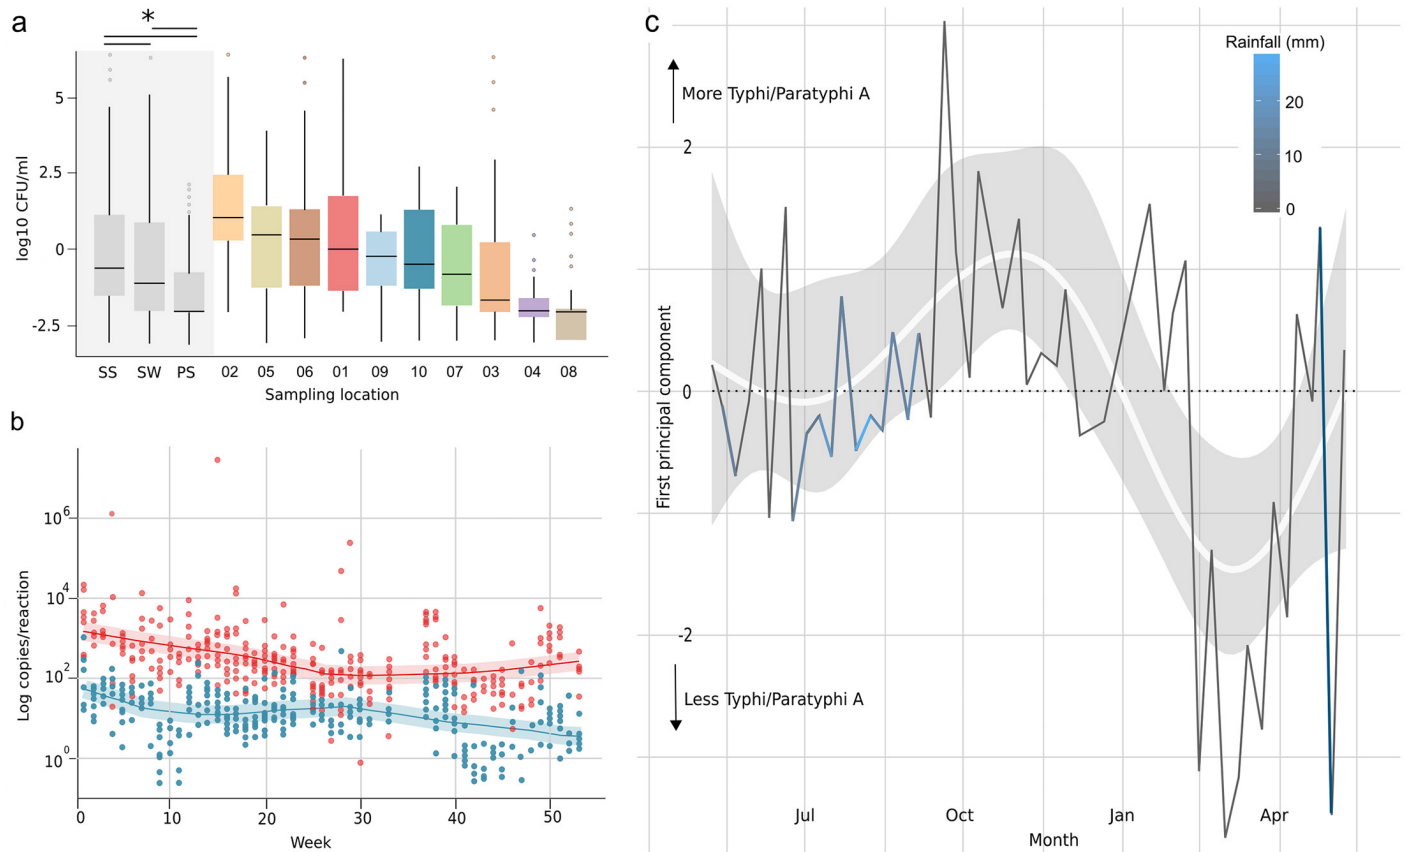 a
*
log10 CFU/ml
5
2.5
0
-2.5
SS SW PS 02 05 06 01 09 10 07 03 04 08
Sampling location
b
Log copies/reaction
10^6
10^4
10^2
10^0
0 10 20 30 40 50
Week
c
Rainfall (mm)
20
10
0
More Typhi/Paratyphi A
First principal component
2
0
-2
Less Typhi/Paratyphi A
Jul Oct Jan Apr
Month